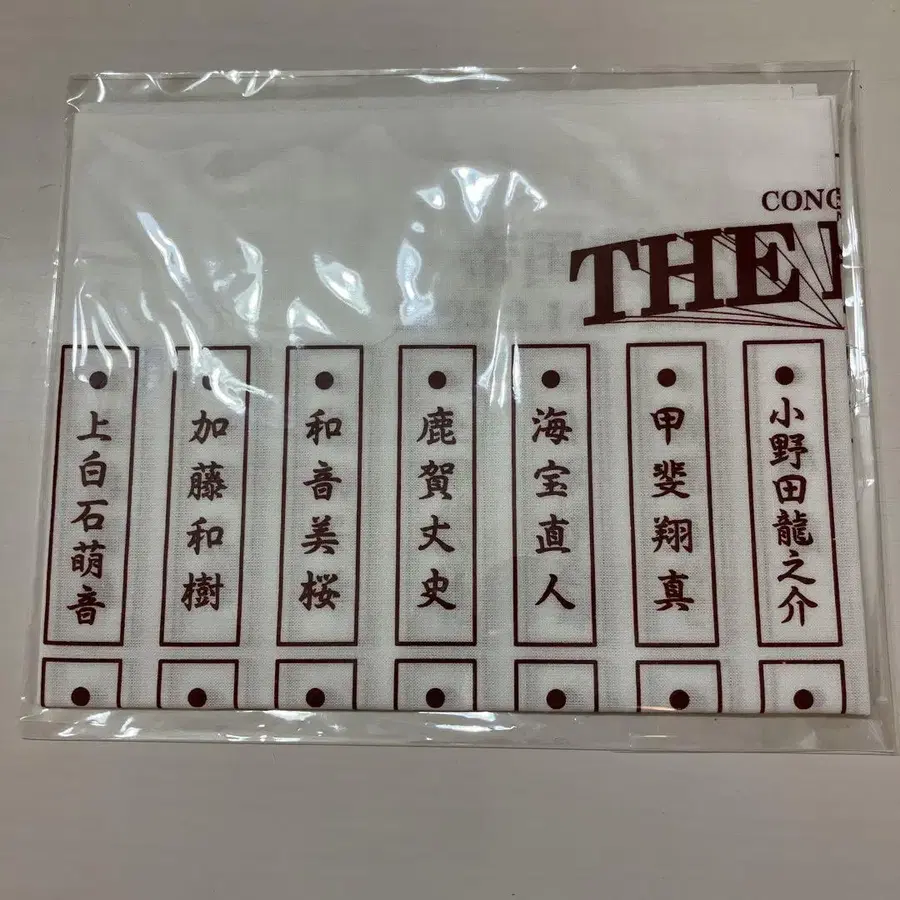 CONG
THE
小野田龍之介
甲斐翔真
海宝直人
鹿賀丈史
和音美桜
加藤和樹
上白石萌音